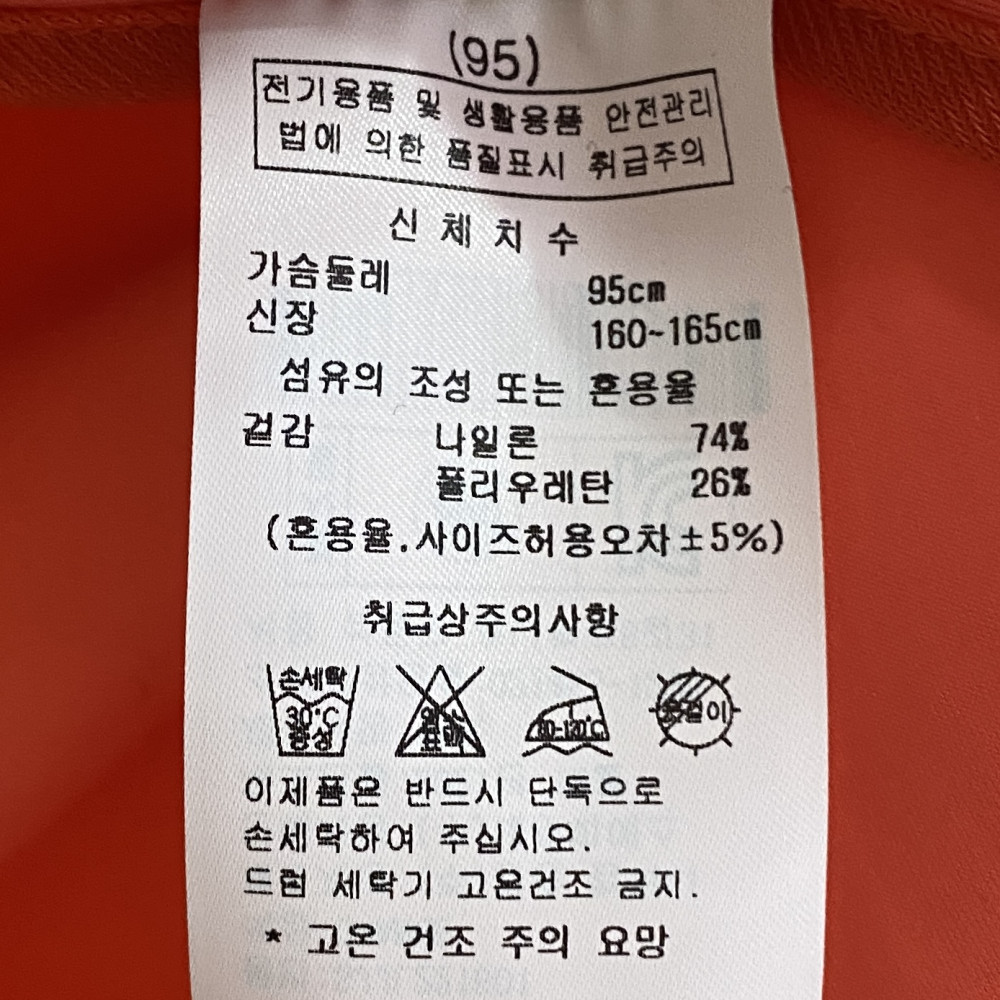 (95)
전기용품 및 생활용품 안전관리
법에 의한 품질표시 취급주의
신 체 치 수
가슴둘레 95cm
신장 160~165cm
섬유의 조성 또는 혼용율
겉감 나일론 74%
폴리우레탄 26%
(혼용율.사이즈허용오차±5%)
취급상주의사항
손세탁
30°C
중성
80-120°C
옷걸이
이제품은 반드시 단독으로
손세탁하여 주십시오.
드럼 세탁기 고온건조 금지.
* 고온 건조 주의 요망